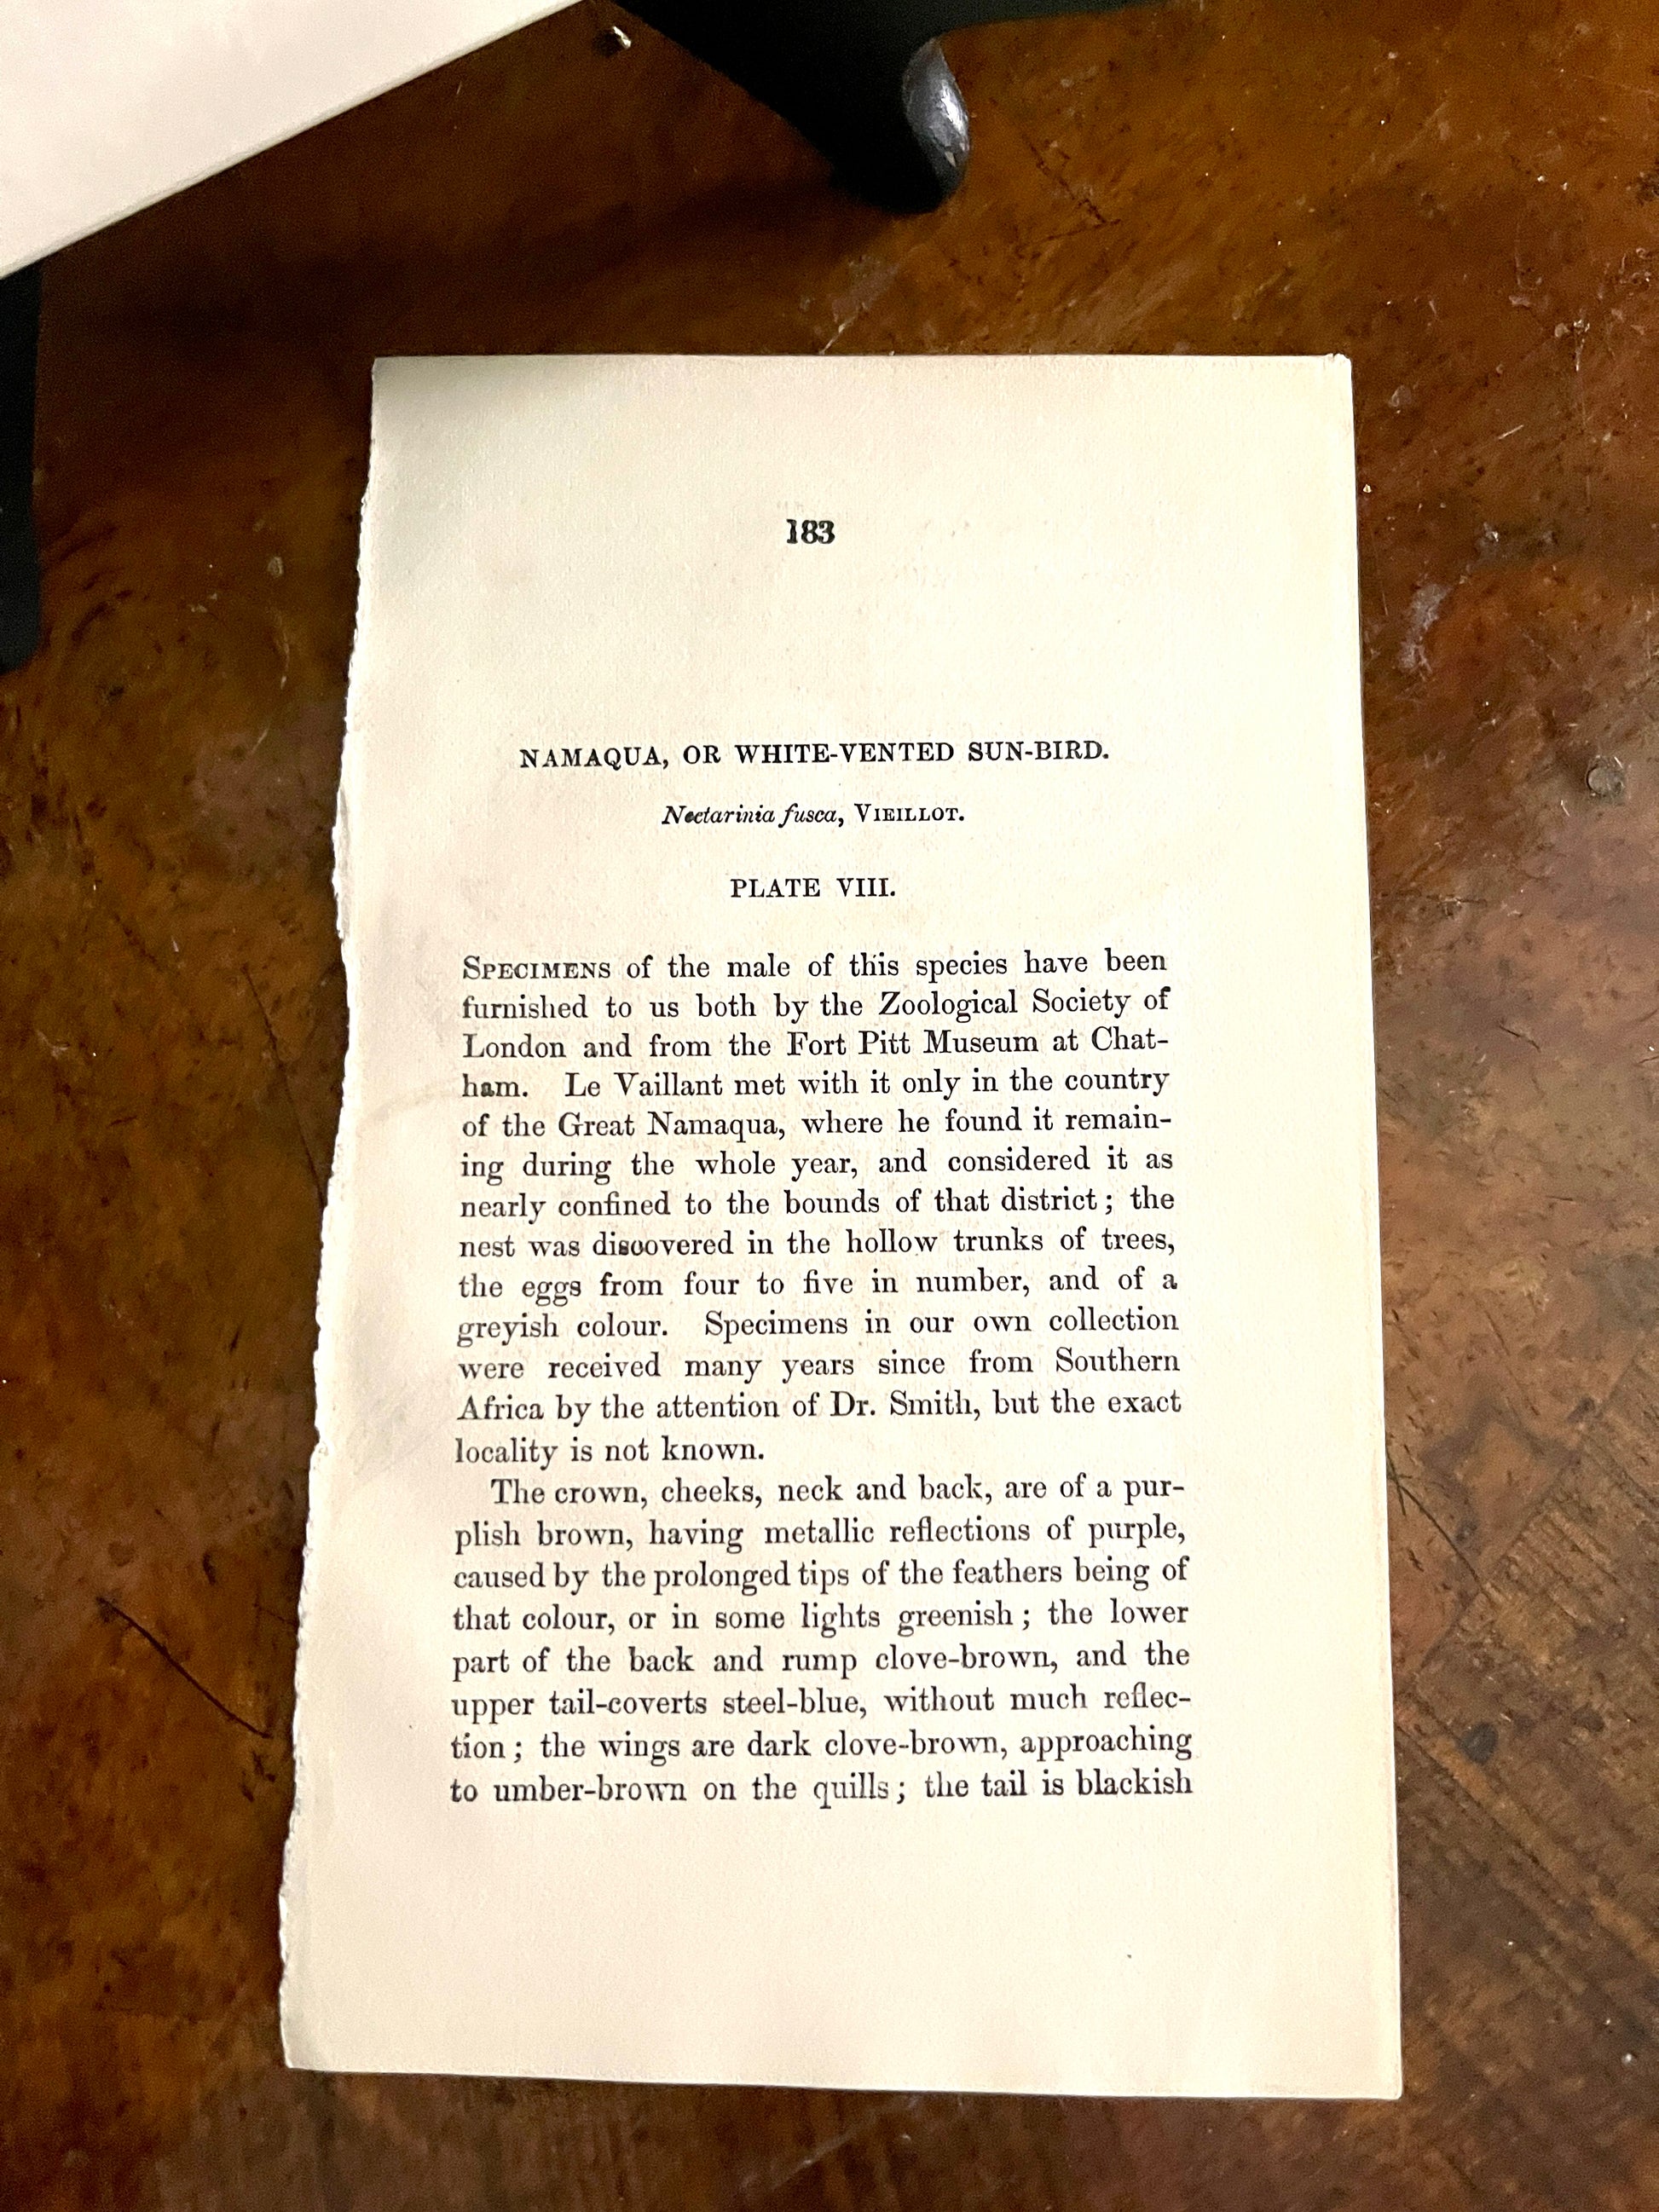 183
NAMAQUA, OR WHITE-VENTED SUN-BIRD.
Nectarinia fusca, VIEILLOT.
PLATE VIII.
SPECIMENS of the male of this species have been
furnished to us both by the Zoological Society of
London and from the Fort Pitt Museum at Chat-
ham. Le Vaillant met with it only in the country
of the Great Namaqua, where he found it remain-
ing during the whole year, and considered it as
nearly confined to the bounds of that district; the
nest was discovered in the hollow trunks of trees,
the eggs from four to five in number, and of a
greyish colour. Specimens in our own collection
were received many years since from Southern
Africa by the attention of Dr. Smith, but the exact
locality is not known.
The crown, cheeks, neck and back, are of a pur-
plish brown, having metallic reflections of purple,
caused by the prolonged tips of the feathers being of
that colour, or in some lights greenish; the lower
part of the back and rump clove-brown, and the
upper tail-coverts steel-blue, without much reflec-
tion; the wings are dark clove-brown, approaching
to umber-brown on the quills; the tail is blackish